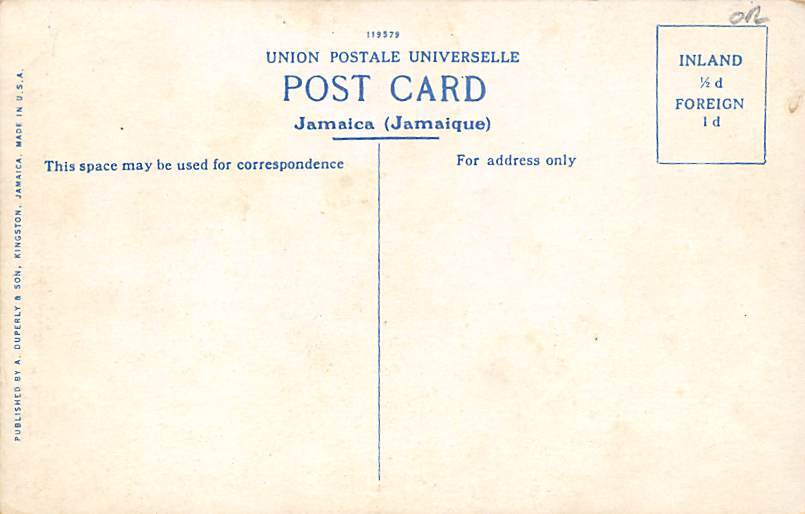 119579
UNION POSTALE UNIVERSELLE
POST CARD
Jamaica (Jamaique)
INLAND
½ d
FOREIGN
1 d
This space may be used for correspondence
For address only
PUBLISHED BY A. DUPERLY & SON, KINGSTON, JAMAICA, MADE IN U.S.A.